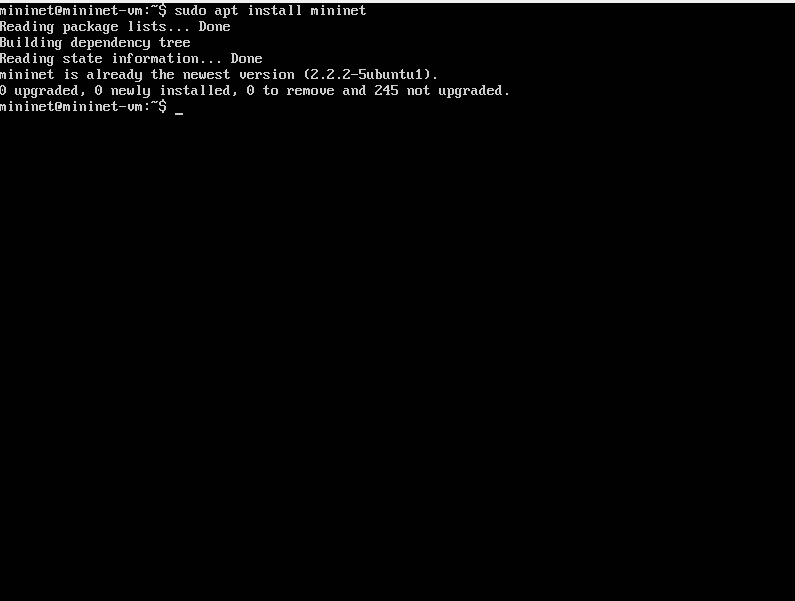 mininet@mininet-vm:~$ sudo apt install mininet
Reading package lists... Done
Building dependency tree
Reading state information... Done
mininet is already the newest version (2.2.2-5ubuntu1).
0 upgraded, 0 newly installed, 0 to remove and 245 not upgraded.
mininet@mininet-vm:~$ _